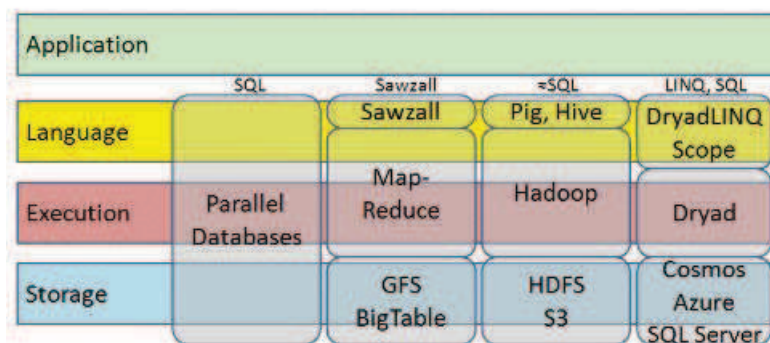 Application
SQL
Sawzall
≈SQL
LINQ, SQL
Language
Sawzall
Pig, Hive
DryadLINQ
Scope
Map-
Reduce
Hadoop
Execution
Parallel
Databases
Dryad
Storage
GFS
BigTable
HDFS
S3
Cosmos
Azure
SQL Server